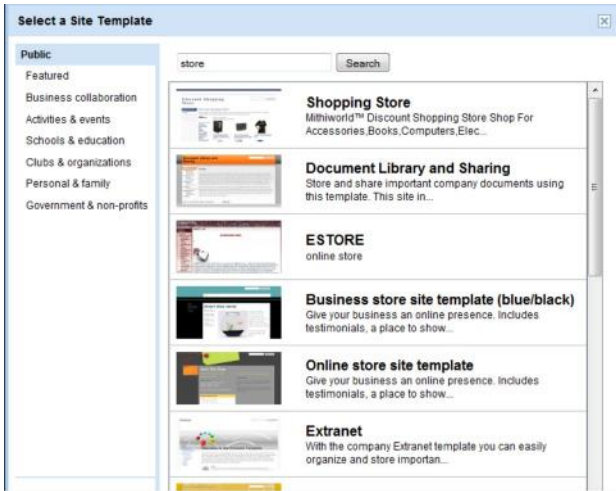 Select a Site Template
Public
Featured
Business collaboration
Activities & events
Schools & education
Clubs & organizations
Personal & family
Government & non-profits
store
Search
Shopping Store
Mithiworld™ Discount Shopping Store Shop For
Accessories,Books,Computers,Elec...
Document Library and Sharing
Store and share important company documents using
this template. This site in...
ESTORE
online store
Business store site template (blue/black)
Give your business an online presence. Includes
testimonials, a place to show...
Online store site template
Give your business an online presence. Includes
testimonials, a place to show...
Extranet
With the company Extranet template you can easily
organize and store importan...